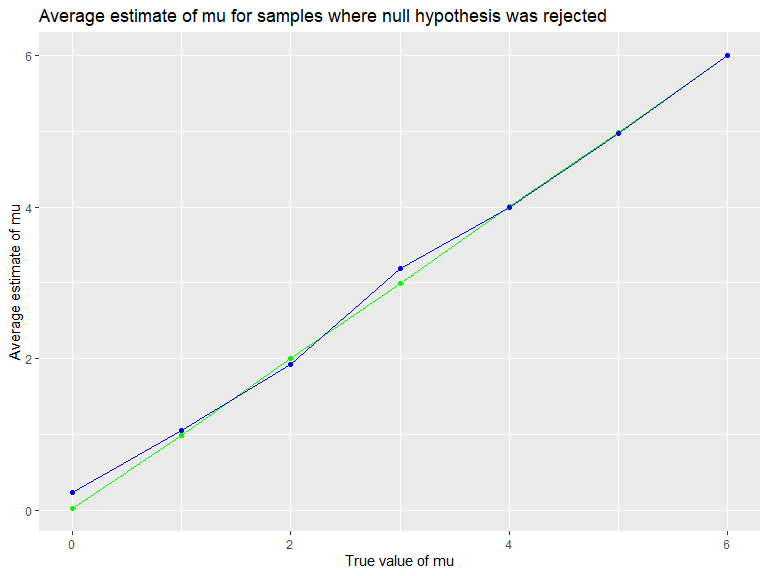 Average estimate of mu for samples where null hypothesis was rejected
Average estimate of mu
6
4
2
0
0 2 4 6
True value of mu